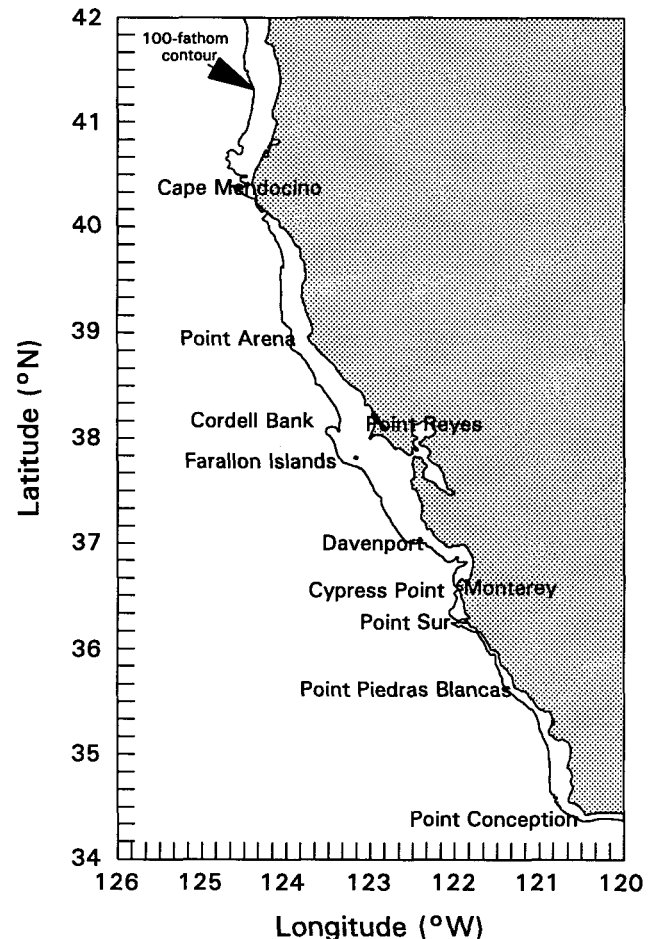 42
100-fathom
contour
41
Cape Mendocino
40
39
Point Arena
Cordell Bank
Point Reyes
38
Farallon Islands
37
Davenport
Cypress Point
Monterey
Point Sur
36
Point Piedras Blancas
35
Point Conception
34
126 125 124 123 122 121 120
Latitude (°N)
Longitude (°W)